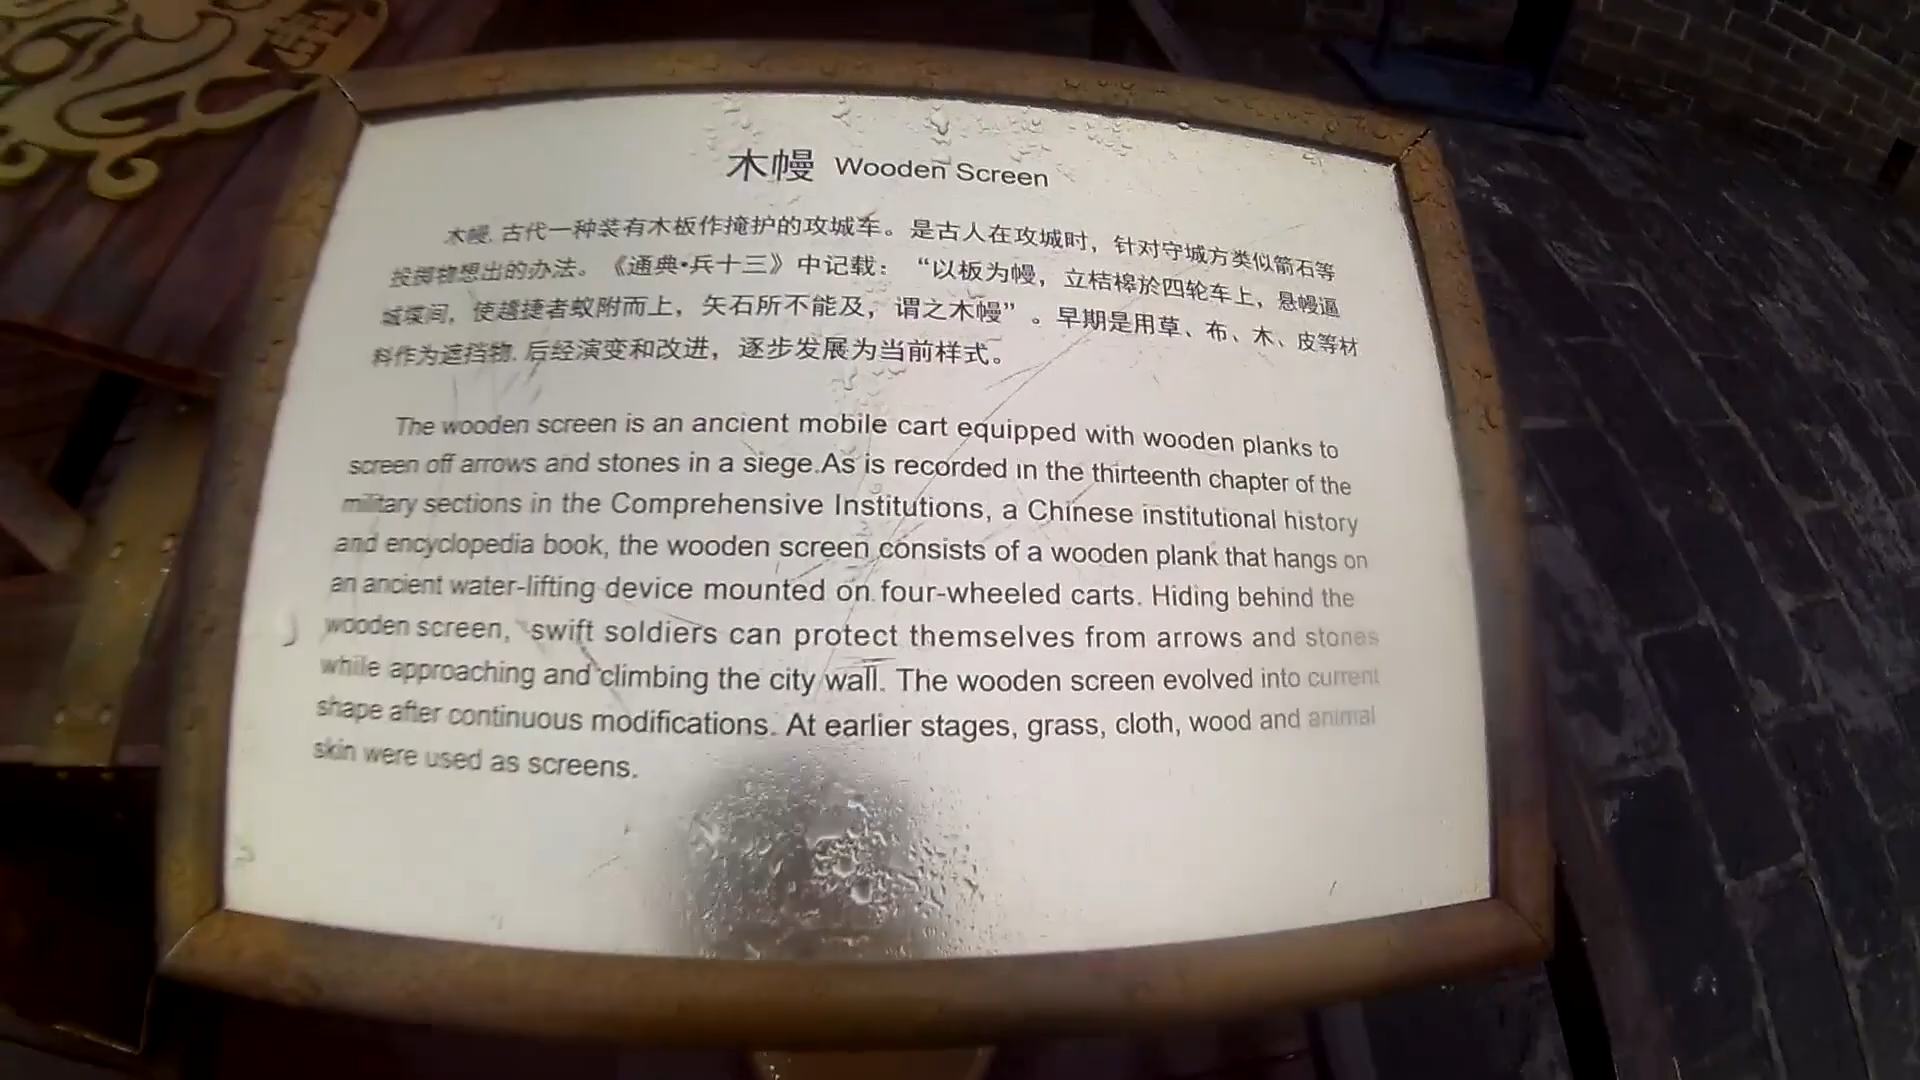 木幔 Wooden Screen
木幔,古代一种装有木板作掩护的攻城车。是古人在攻城时，针对守城方类似箭石等
投掷物想出的办法。《通典·兵十三》中记载：“以板为幔，立桔槔於四轮车上，悬幔逼
城堞间，使趫捷者蚁附而上，矢石所不能及，谓之木幔”。早期是用草、布、木、皮等材
料作为遮挡物,后经演变和改进，逐步发展为当前样式。
The wooden screen is an ancient mobile cart equipped with wooden planks to
screen off arrows and stones in a siege.As is recorded in the thirteenth chapter of the
military sections in the Comprehensive Institutions, a Chinese institutional history
and encyclopedia book, the wooden screen consists of a wooden plank that hangs on
an ancient water-lifting device mounted on four-wheeled carts. Hiding behind the
wooden screen, swift soldiers can protect themselves from arrows and stones
while approaching and climbing the city wall. The wooden screen evolved into current
shape after continuous modifications. At earlier stages, grass, cloth, wood and animal
skin were used as screens.